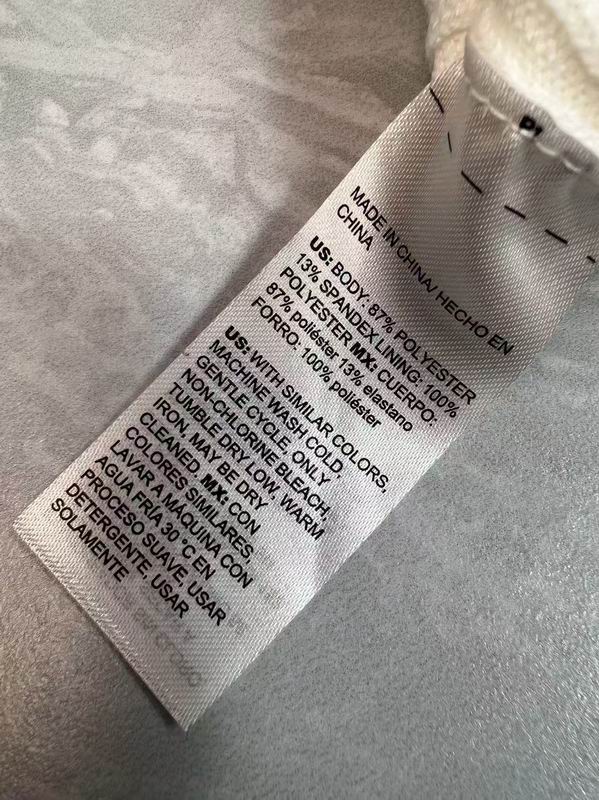 MADE IN CHINA/ HECHO EN
CHINA
US: BODY: 87% POLYESTER
13% SPANDEX LINING: 100%
POLYESTER MX: CUERPO:
87% poliéster 13% elastano
FORRO: 100% poliéster
US: WITH SIMILAR COLORS,
MACHINE WASH COLD,
GENTLE CYCLE, ONLY
NON-CHLORINE BLEACH,
TUMBLE DRY LOW, WARM
IRON, MAY BE DRY
CLEANED. MX: CON
COLORES SIMILARES,
LAVAR A MÁQUINA CON
AGUA FRÍA 30 °C EN
PROCESO SUAVE, USAR
DETERGENTE, USAR
SOLAMENTE